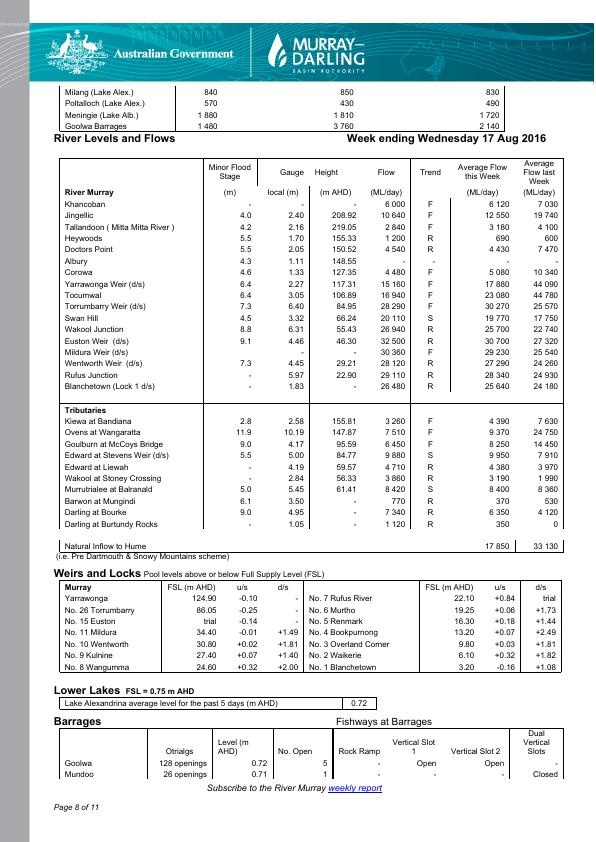 Australian Government
MURRAY–
DARLING
BASIN AUTHORITY
Milang (Lake Alex.) 840 850 830
Poltalloch (Lake Alex.) 570 430 490
Meningie (Lake Alb.) 1 880 1 810 1 720
Goolwa Barrages 1 480 3 760 2 140
River Levels and Flows Week ending Wednesday 17 Aug 2016
Minor Flood Stage Gauge Height Flow Trend Average Flow this Week Average Flow last Week
River Murray (m) local (m) (m AHD) (ML/day) (ML/day) (ML/day)
Khancoban - - - 6 000 F 6 120 7 030
Jingellic 4.0 2.40 208.92 10 640 F 12 550 19 740
Tallandoon ( Mitta Mitta River ) 4.2 2.16 219.05 2 840 F 3 180 4 100
Heywoods 5.5 1.70 155.33 1 200 R 690 600
Doctors Point 5.5 2.05 150.52 4 540 R 4 430 7 470
Albury 4.3 1.11 148.55 - - - -
Corowa 4.6 1.33 127.35 4 480 F 5 080 10 340
Yarrawonga Weir (d/s) 6.4 2.27 117.31 15 160 F 17 880 44 090
Tocumwal 6.4 3.05 106.89 16 940 F 23 080 44 780
Torrumbarry Weir (d/s) 7.3 6.40 84.95 28 290 F 30 270 25 570
Swan Hill 4.5 3.32 66.24 20 110 S 19 770 17 750
Wakool Junction 8.8 6.31 55.43 26 940 R 25 700 22 740
Euston Weir (d/s) 9.1 4.46 46.30 32 500 R 30 700 27 320
Mildura Weir (d/s) - - 30 360 F 29 230 25 540
Wentworth Weir (d/s) 7.3 4.45 29.21 28 120 R 27 290 24 260
Rufus Junction - 5.97 22.90 29 110 R 28 340 24 930
Blanchetown (Lock 1 d/s) - 1.83 - 26 480 R 25 640 24 180
Tributaries
Kiewa at Bandiana 2.8 2.58 155.81 3 260 F 4 390 7 630
Ovens at Wangaratta 11.9 10.19 147.87 7 510 F 9 370 24 750
Goulburn at McCoys Bridge 9.0 4.17 95.59 6 450 F 8 250 14 450
Edward at Stevens Weir (d/s) 5.5 5.00 84.77 9 880 S 9 950 7 910
Edward at Liewah - 4.19 59.57 4 710 R 4 380 3 970
Wakool at Stoney Crossing - 2.84 56.33 3 860 R 3 190 1 990
Murrutrialee at Balranald 5.0 5.45 61.41 8 420 S 8 400 8 360
Barwon at Mungindi 6.1 3.50 - 770 R 370 530
Darling at Bourke 9.0 4.95 - 7 340 F 6 350 4 120
Darling at Burtundy Rocks - 1.05 - 1 120 R 350 0
Natural Inflow to Hume 17 850 33 130
(i.e. Pre Dartmouth & Snowy Mountains scheme)
Weirs and Locks Pool levels above or below Full Supply Level (FSL)
Murray FSL (m AHD) u/s d/s FSL (m AHD) u/s d/s
Yarrawonga 124.90 -0.10 - No. 7 Rufus River 22.10 +0.84 trial
No. 26 Torrumbarry 86.05 -0.25 - No. 6 Murtho 19.25 +0.06 +1.73
No. 15 Euston trial -0.14 - No. 5 Renmark 16.30 +0.18 +1.44
No. 11 Mildura 34.40 -0.01 +1.49 No. 4 Bookpurnong 13.20 +0.07 +2.49
No. 10 Wentworth 30.80 +0.02 +1.81 No. 3 Overland Corner 9.80 +0.03 +1.81
No. 9 Kulnine 27.40 +0.07 +1.40 No. 2 Waikerie 6.10 +0.32 +1.82
No. 8 Wangumma 24.60 +0.32 +2.00 No. 1 Blanchetown 3.20 -0.16 +1.08
Lower Lakes FSL = 0.75 m AHD
Lake Alexandrina average level for the past 5 days (m AHD) 0.72
Barrages Fishways at Barrages
Otrialgs Level (m AHD) No. Open Rock Ramp Vertical Slot 1 Vertical Slot 2 Dual Vertical Slots
Goolwa 128 openings 0.72 5 - Open Open -
Mundoo 26 openings 0.71 1 - - - Closed
Subscribe to the River Murray weekly report
Page 8 of 11